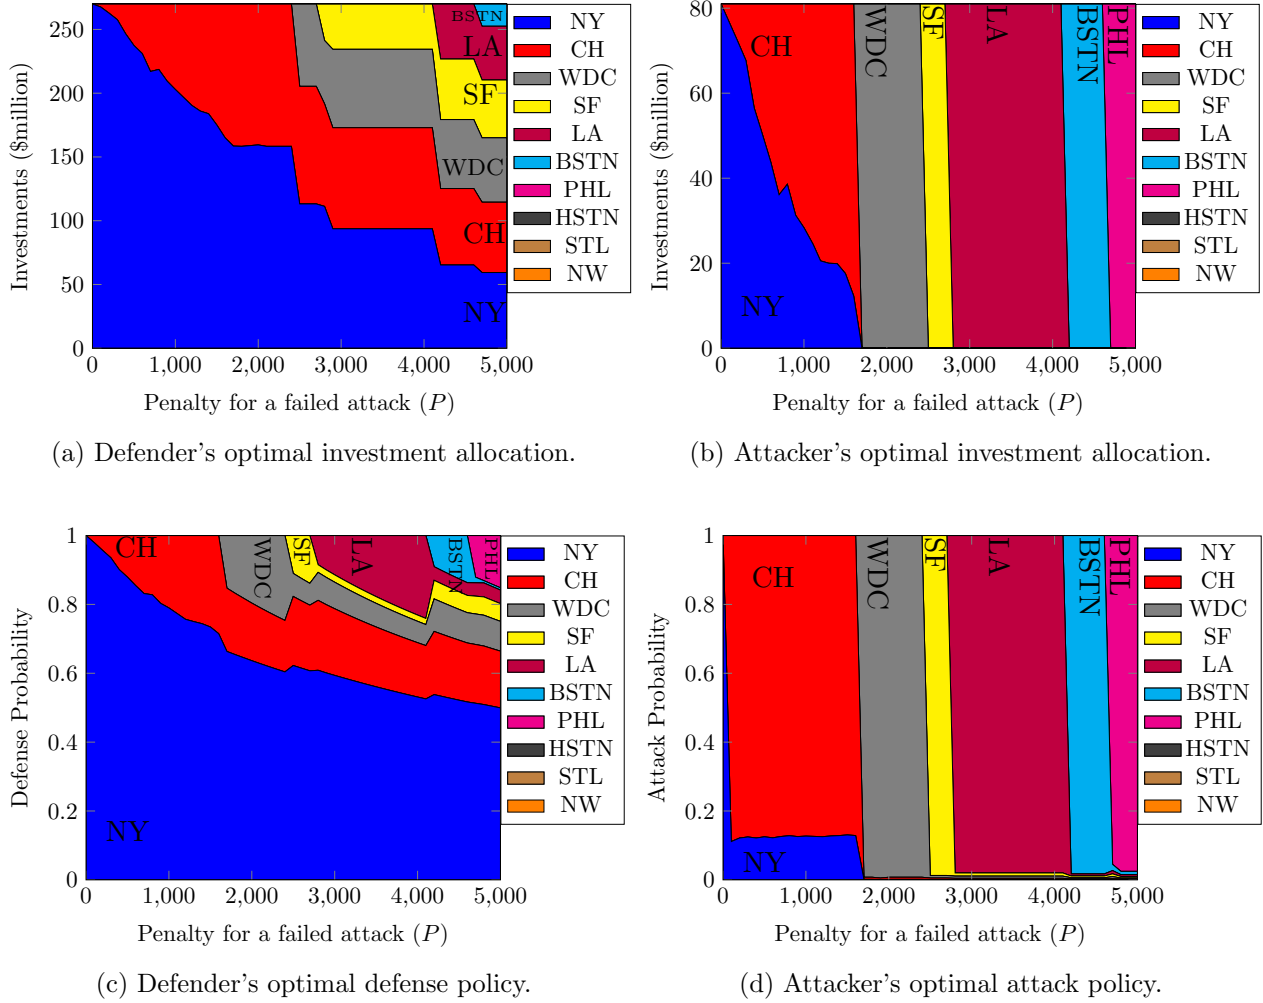 250
200
150
100
50
0
Investments ($million)
BSTN
LA
SF
WDC
CH
NY
0 1,000 2,000 3,000 4,000 5,000
Penalty for a failed attack (P)
NY
CH
WDC
SF
LA
BSTN
PHL
HSTN
STL
NW
(a) Defender's optimal investment allocation.
80
60
40
20
0
Investments ($million)
CH
WDC
SF
LA
BSTN
PHL
NY
0 1,000 2,000 3,000 4,000 5,000
Penalty for a failed attack (P)
NY
CH
WDC
SF
LA
BSTN
PHL
HSTN
STL
NW
(b) Attacker's optimal investment allocation.
1
0.8
0.6
0.4
0.2
0
Defense Probability
CH
WDC
SF
LA
BSTN
PHL
NY
0 1,000 2,000 3,000 4,000 5,000
Penalty for a failed attack (P)
NY
CH
WDC
SF
LA
BSTN
PHL
HSTN
STL
NW
(c) Defender's optimal defense policy.
1
0.8
0.6
0.4
0.2
0
Attack Probability
CH
WDC
SF
LA
BSTN
PHL
NY
0 1,000 2,000 3,000 4,000 5,000
Penalty for a failed attack (P)
NY
CH
WDC
SF
LA
BSTN
PHL
HSTN
STL
NW
(d) Attacker's optimal attack policy.